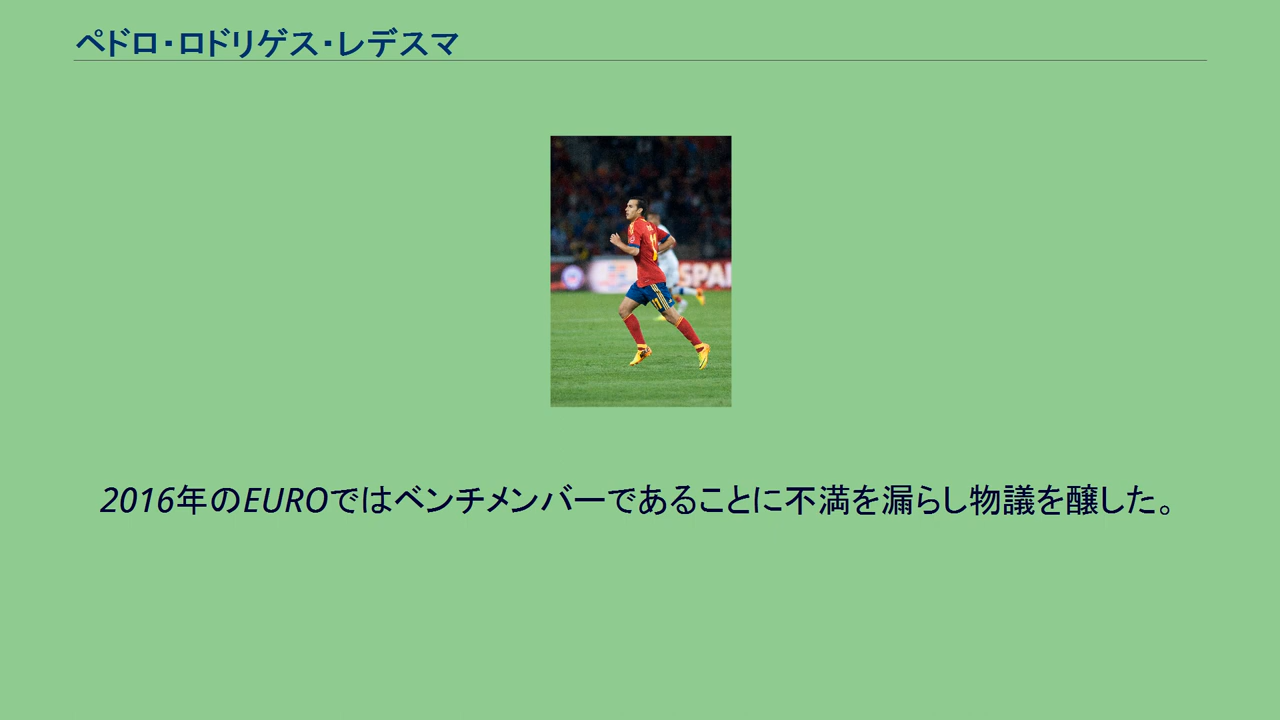 ペドロ・ロドリゲス・レデスマ
11
SPA
2016年のEUROではベンチメンバーであることに不満を漏らし物議を醸した。